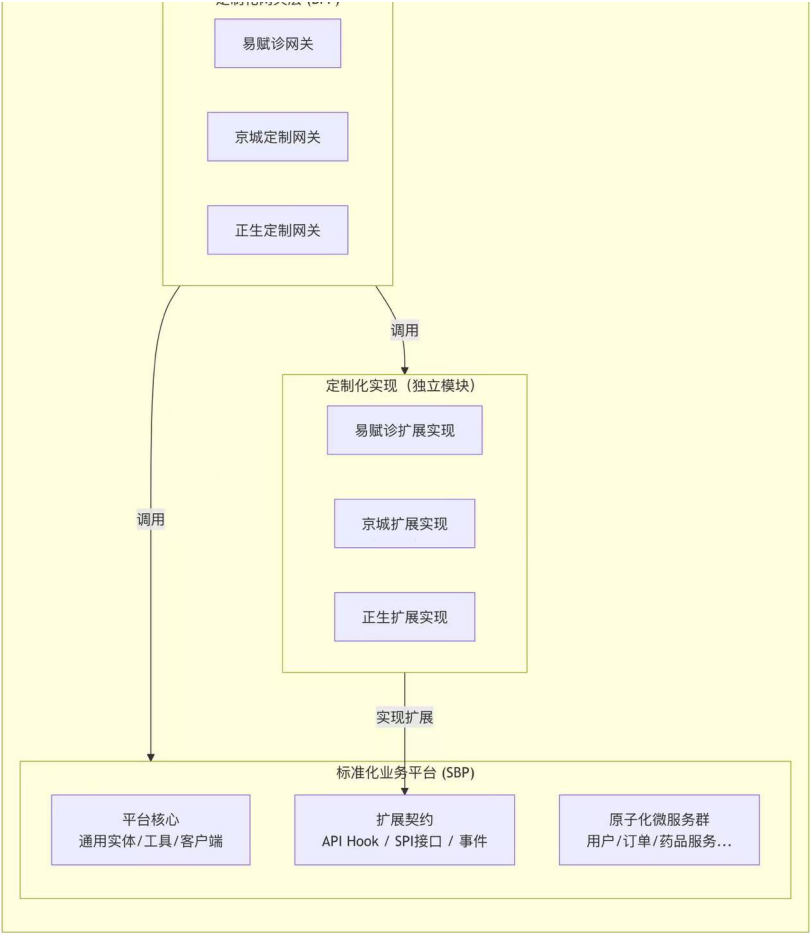 易赋诊网关
京城定制网关
正生定制网关
调用
定制化实现（独立模块）
易赋诊扩展实现
京城扩展实现
调用
正生扩展实现
实现扩展
标准化业务平台 (SBP)
平台核心
通用实体/工具/客户端
扩展契约
API Hook / SPI接口 / 事件
原子化微服务群
用户/订单/药品服务...